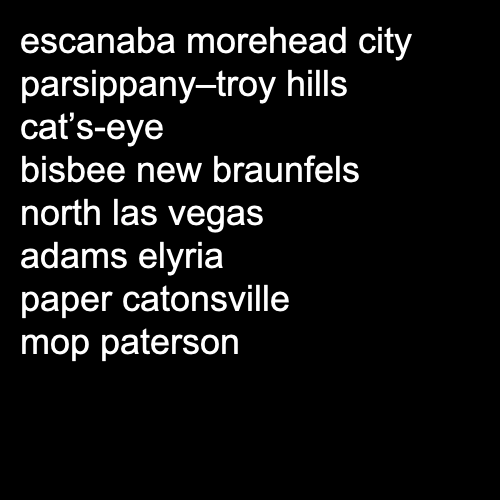 escanaba morehead city
parsippany–troy hills
cat’s-eye
bisbee new braunfels
north las vegas
adams elyria
paper catonsville
mop paterson